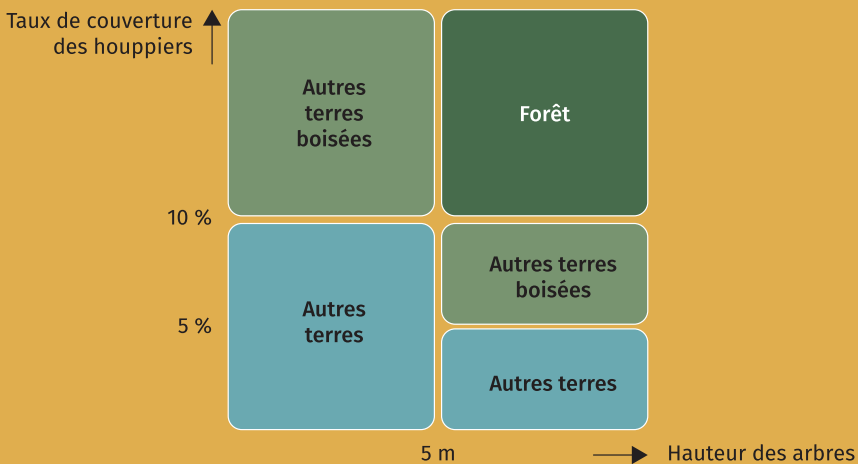 Taux de couverture
des houppiers
Autres
terres
boisées
Forêt
10 %
Autres terres
boisées
Autres
terres
5 %
Autres terres
5 m
Hauteur des arbres